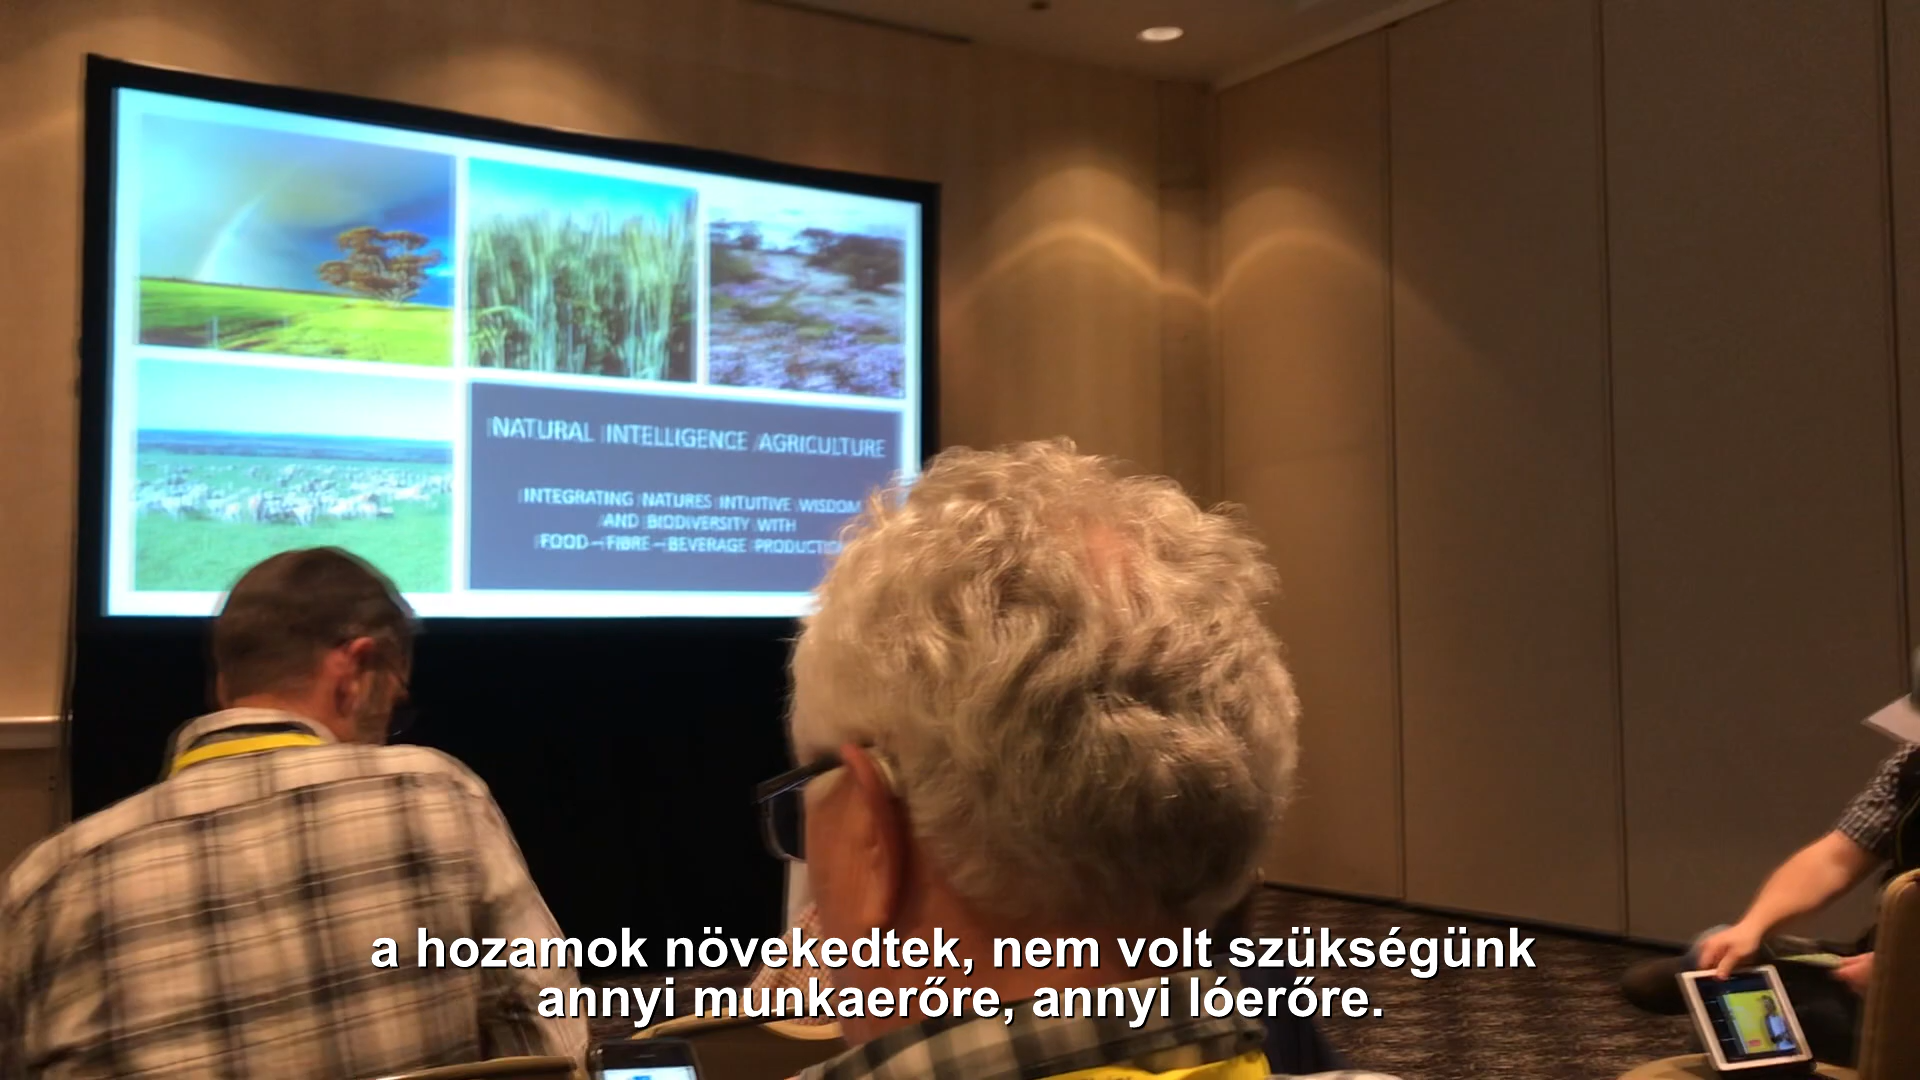 NATURAL INTELLIGENCE AGRICULTURE
INTEGRATING NATURES INTUITIVE WISDOM
AND BIODIVERSITY WITH
FOOD – FIBRE – BEVERAGE PRODUCTION
a hozamok növekedtek, nem volt szükségünk
annyi munkaerőre, annyi lóerőre.